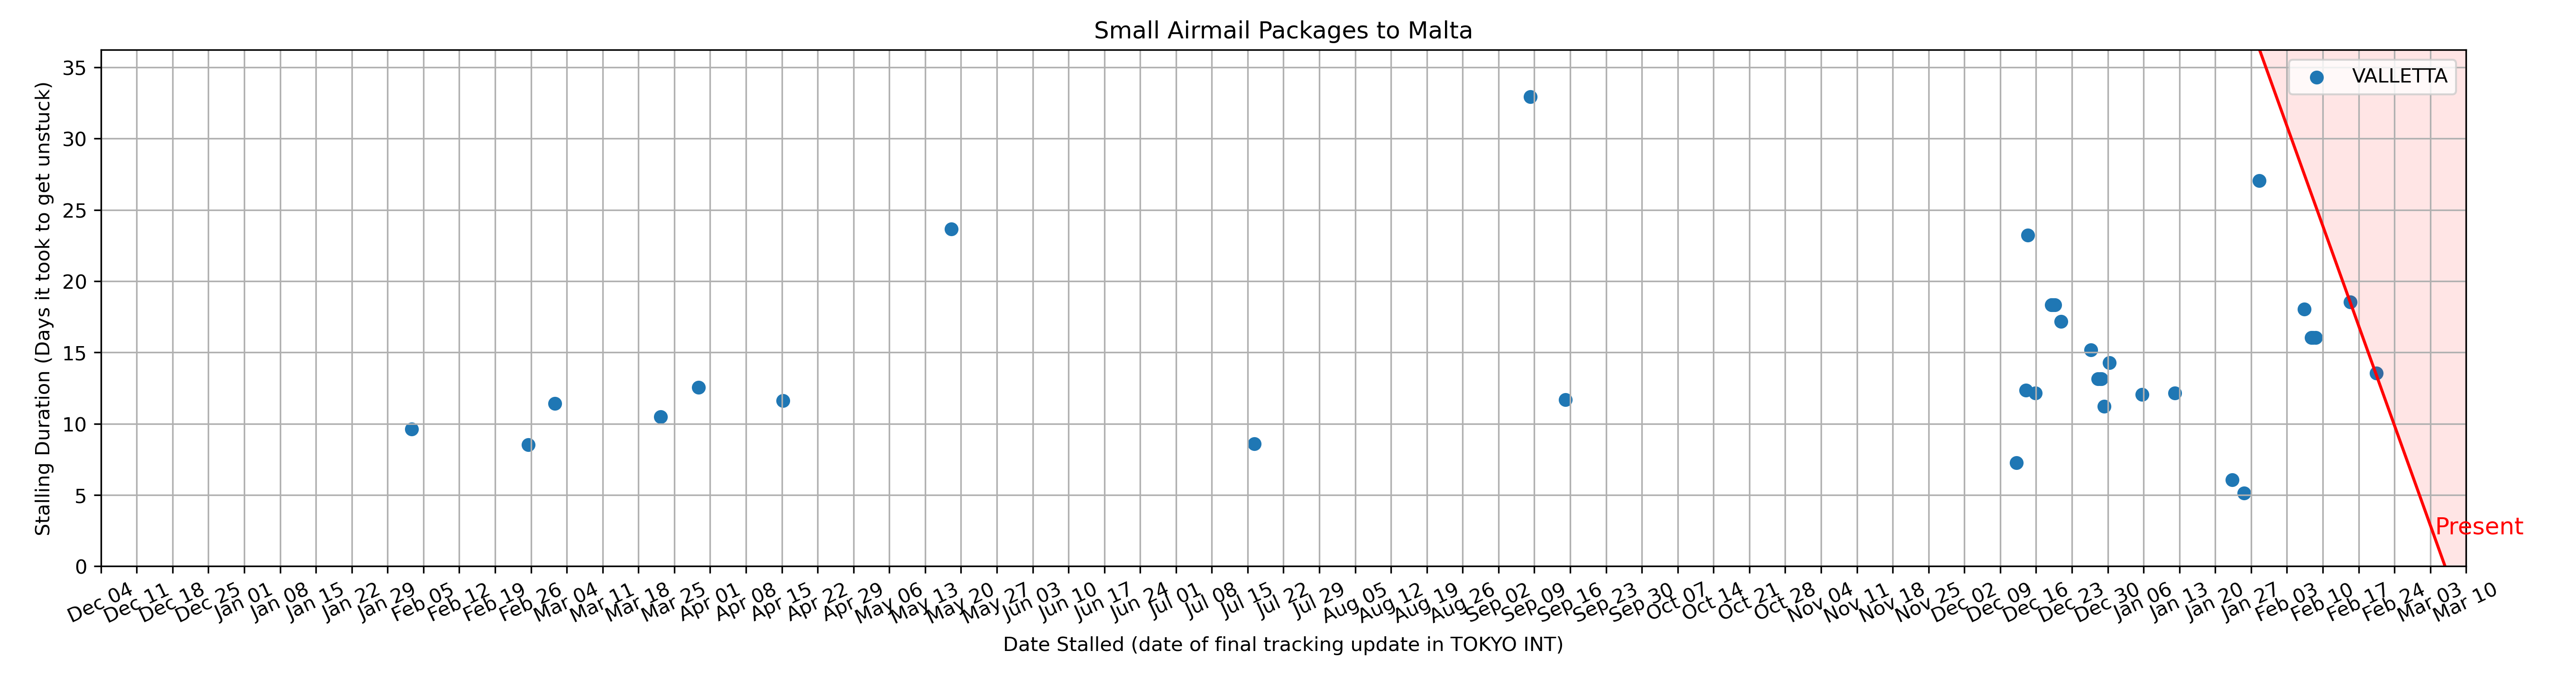 Small Airmail Packages to Malta
VALLETTA
Stalling Duration (Days it took to get unstuck)
35
30
25
20
15
10
5
0
Present
Dec 04
Dec 11
Dec 18
Dec 25
Jan 01
Jan 08
Jan 15
Jan 22
Jan 29
Feb 05
Feb 12
Feb 19
Feb 26
Mar 04
Mar 11
Mar 18
Mar 25
Apr 01
Apr 08
Apr 15
Apr 22
Apr 29
May 06
May 13
May 20
May 27
Jun 03
Jun 10
Jun 17
Jun 24
Jul 01
Jul 08
Jul 15
Jul 22
Jul 29
Aug 05
Aug 12
Aug 19
Aug 26
Sep 02
Sep 09
Sep 16
Sep 23
Sep 30
Oct 07
Oct 14
Oct 21
Oct 28
Nov 04
Nov 11
Nov 18
Nov 25
Dec 02
Dec 09
Dec 16
Dec 23
Dec 30
Jan 06
Jan 13
Jan 20
Jan 27
Feb 03
Feb 10
Feb 17
Feb 24
Mar 03
Mar 10
Date Stalled (date of final tracking update in TOKYO INT)